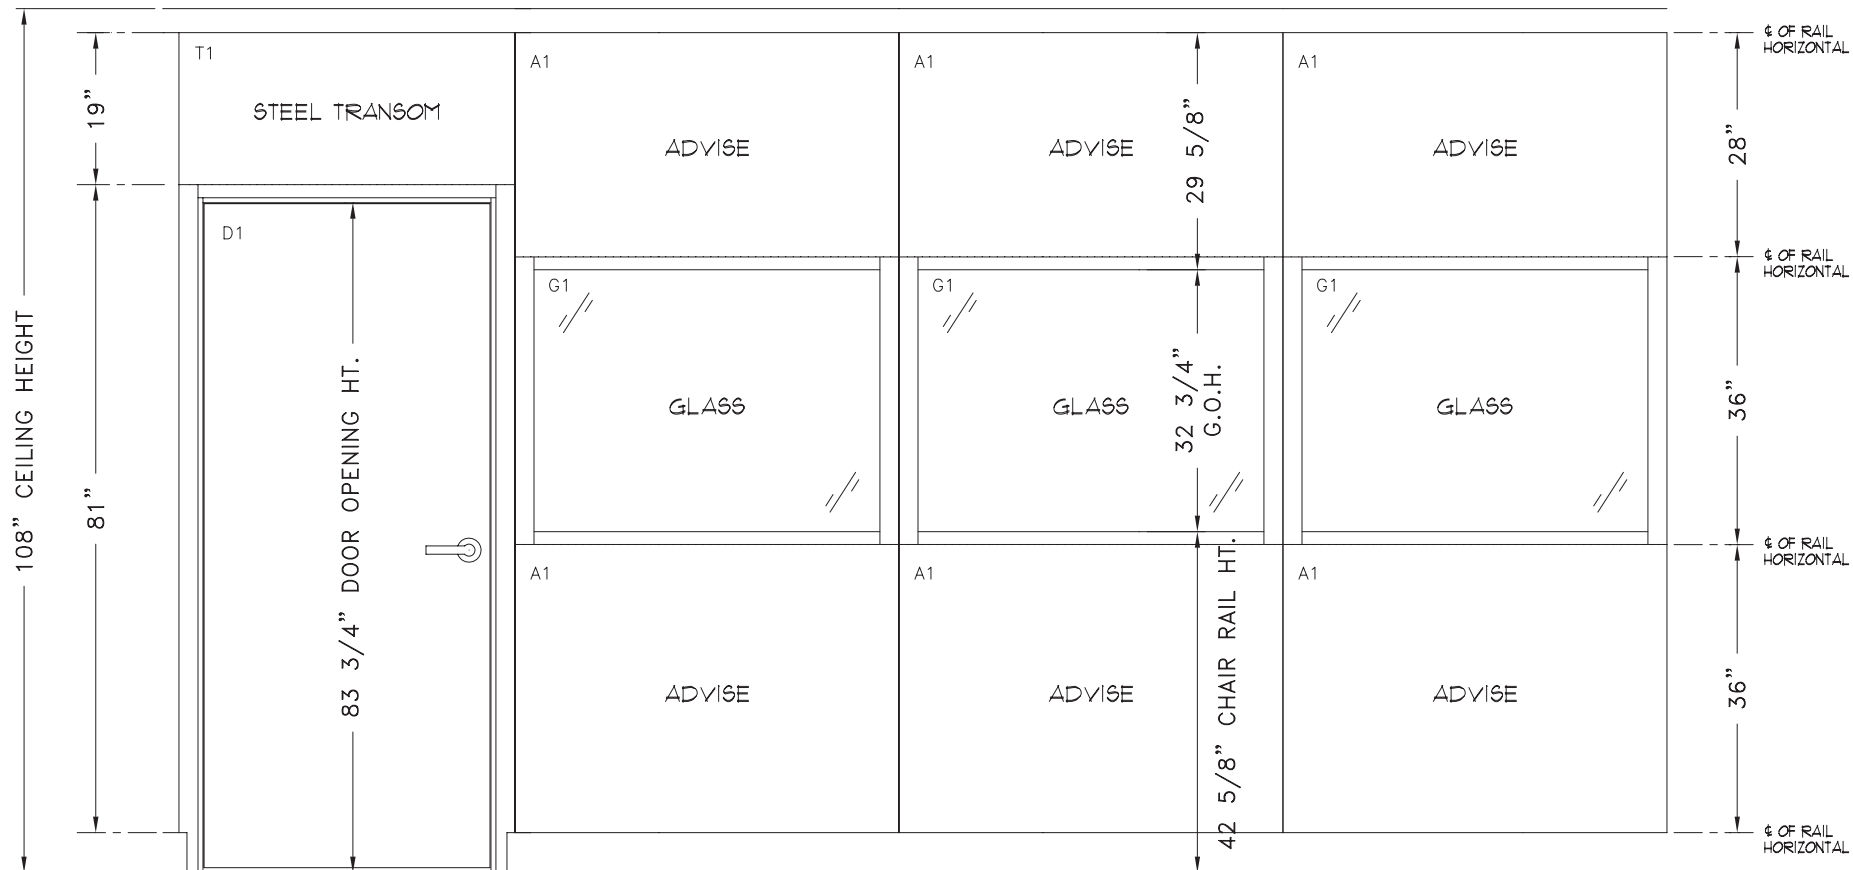 T1
STEEL TRANSOM
A1
ADVISE
A1
ADVISE
A1
ADVISE
19”
29 5/8”
28”
℄ OF RAIL
HORIZONTAL
℄ OF RAIL
HORIZONTAL
108” CEILING HEIGHT
81”
D1
83 3/4” DOOR OPENING HT.
G1
GLASS
G1
GLASS
32 3/4”
G.O.H.
G1
GLASS
36”
℄ OF RAIL
HORIZONTAL
A1
ADVISE
A1
ADVISE
42 5/8” CHAIR RAIL HT.
A1
ADVISE
36”
℄ OF RAIL
HORIZONTAL